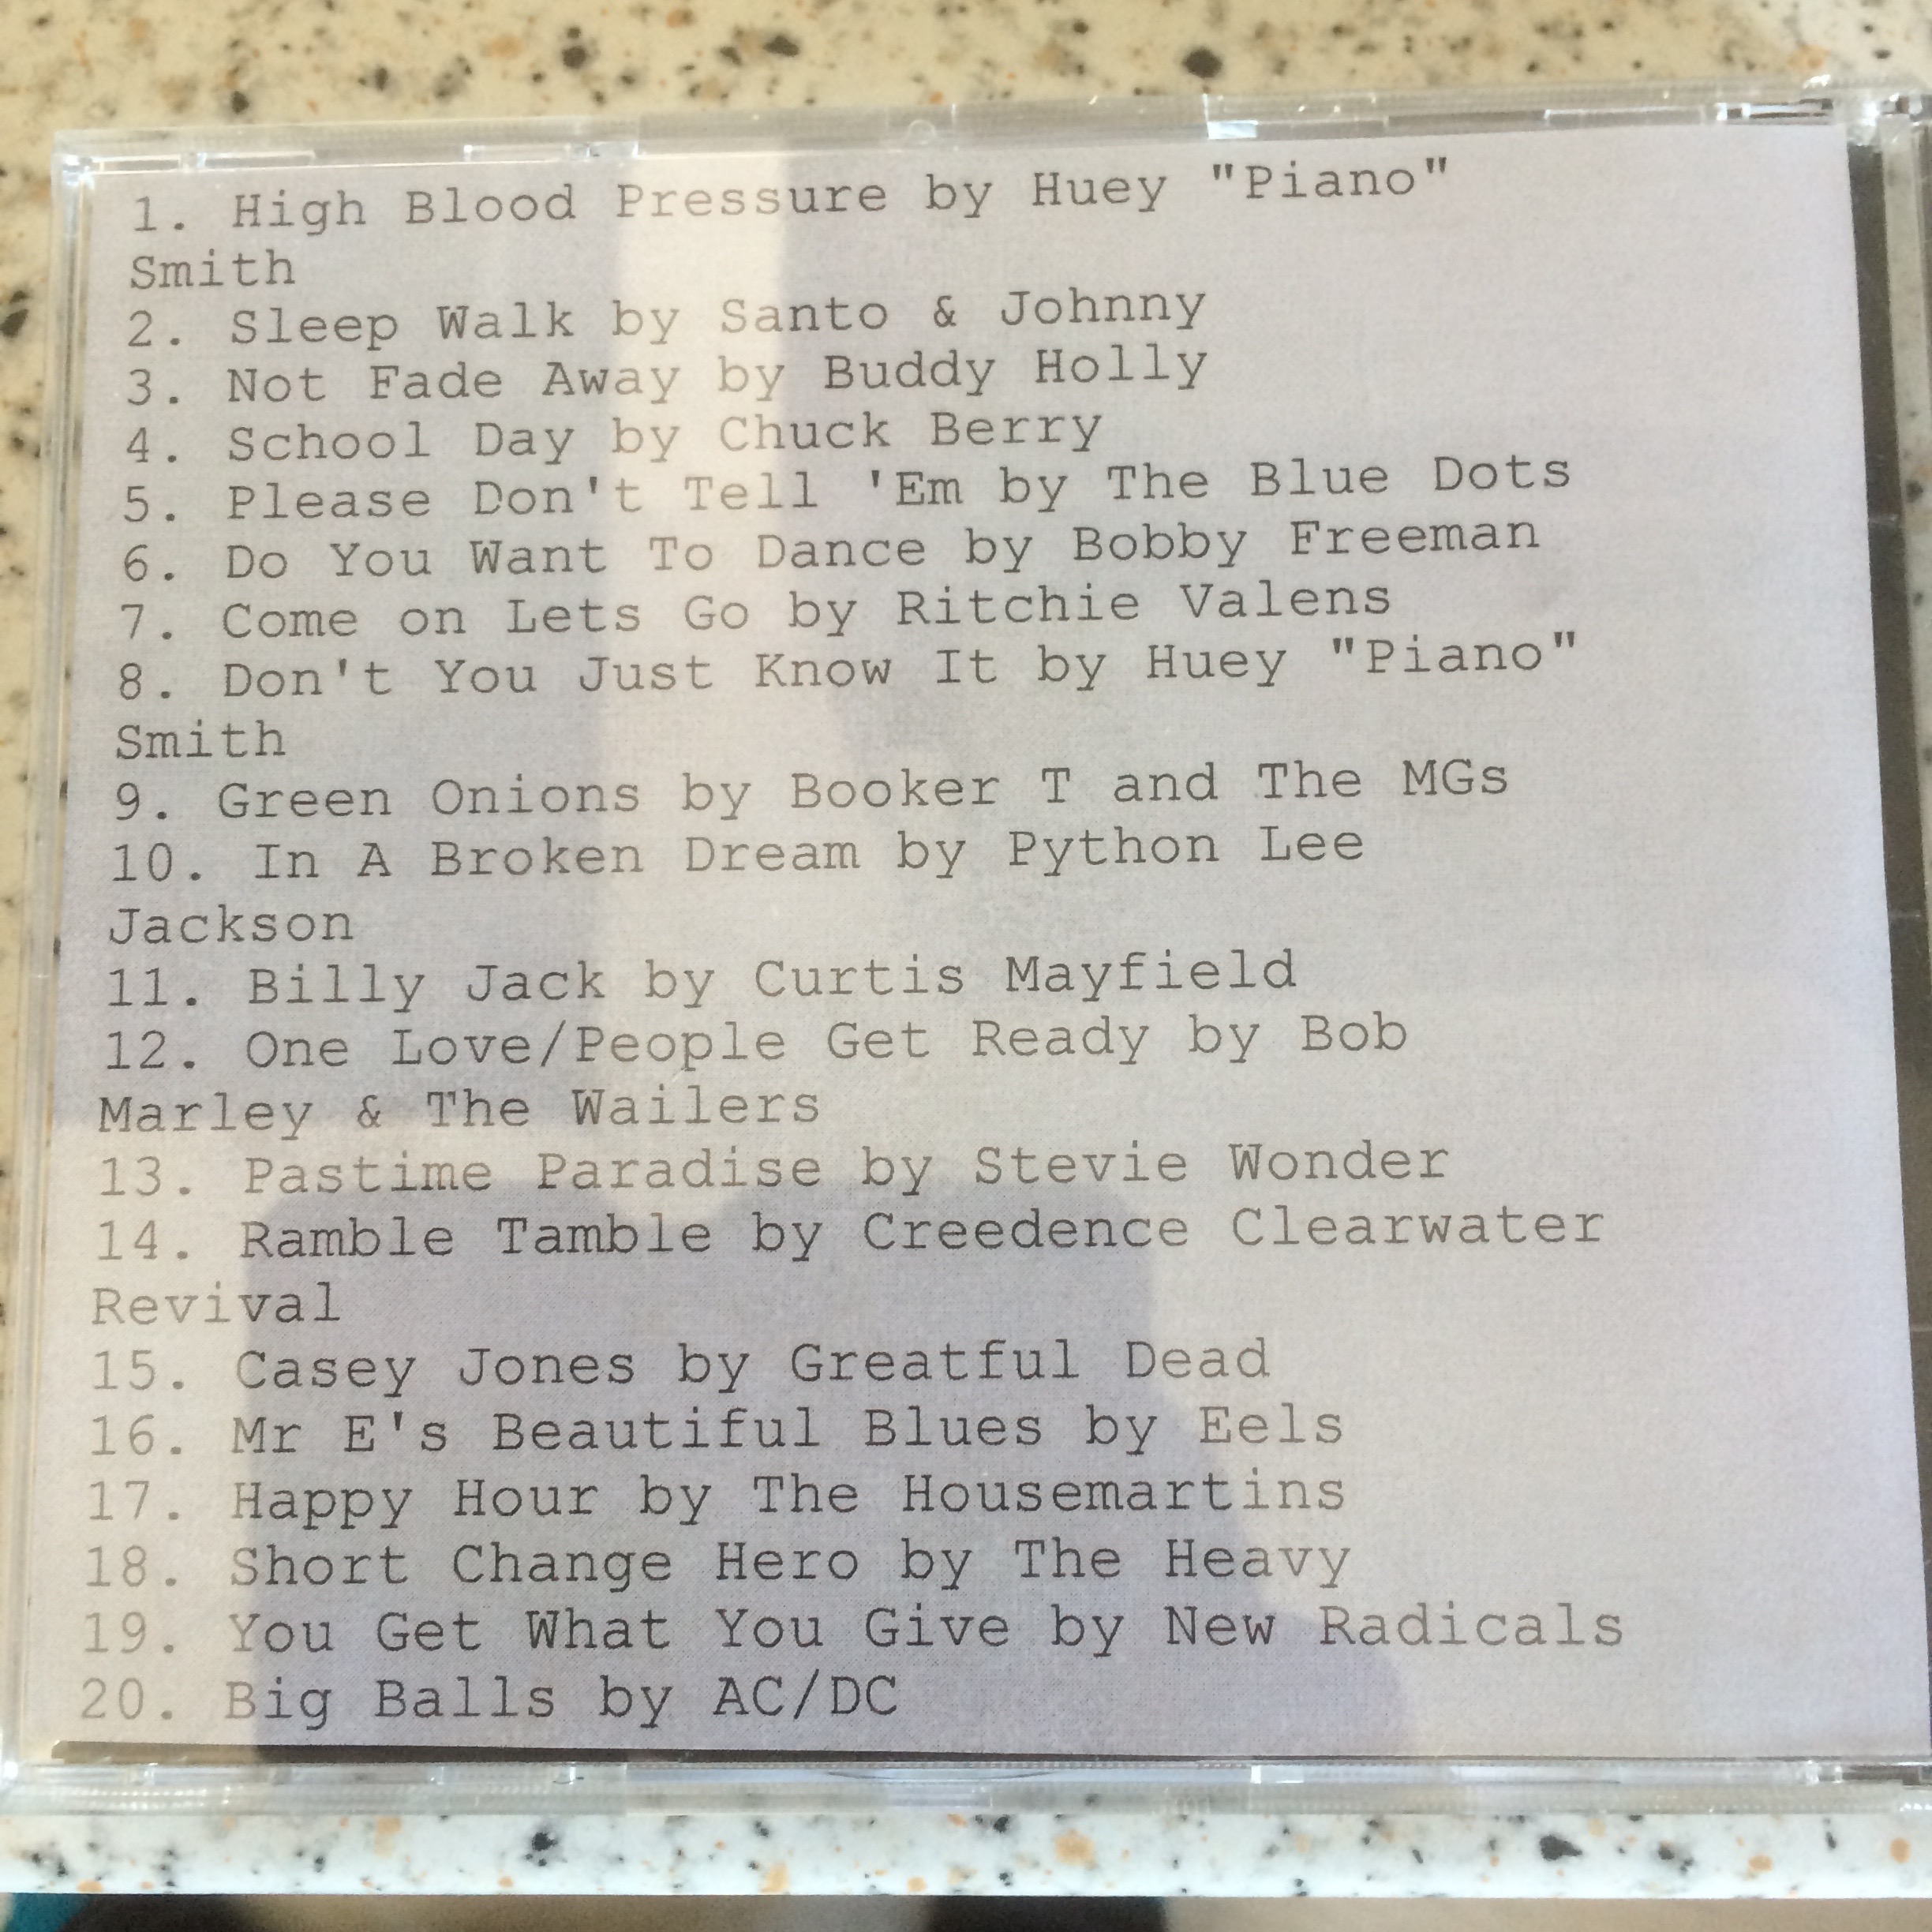 1. High Blood Pressure by Huey "Piano"
Smith
2. Sleep Walk by Santo & Johnny
3. Not Fade Away by Buddy Holly
4. School Day by Chuck Berry
5. Please Don't Tell 'Em by The Blue Dots
6. Do You Want To Dance by Bobby Freeman
7. Come on Lets Go by Ritchie Valens
8. Don't You Just Know It by Huey "Piano"
Smith
9. Green Onions by Booker T and The MGs
10. In A Broken Dream by Python Lee
Jackson
11. Billy Jack by Curtis Mayfield
12. One Love/People Get Ready by Bob
Marley & The Wailers
13. Pastime Paradise by Stevie Wonder
14. Ramble Tamble by Creedence Clearwater
Revival
15. Casey Jones by Greatful Dead
16. Mr E's Beautiful Blues by Eels
17. Happy Hour by The Housemartins
18. Short Change Hero by The Heavy
19. You Get What You Give by New Radicals
20. Big Balls by AC/DC